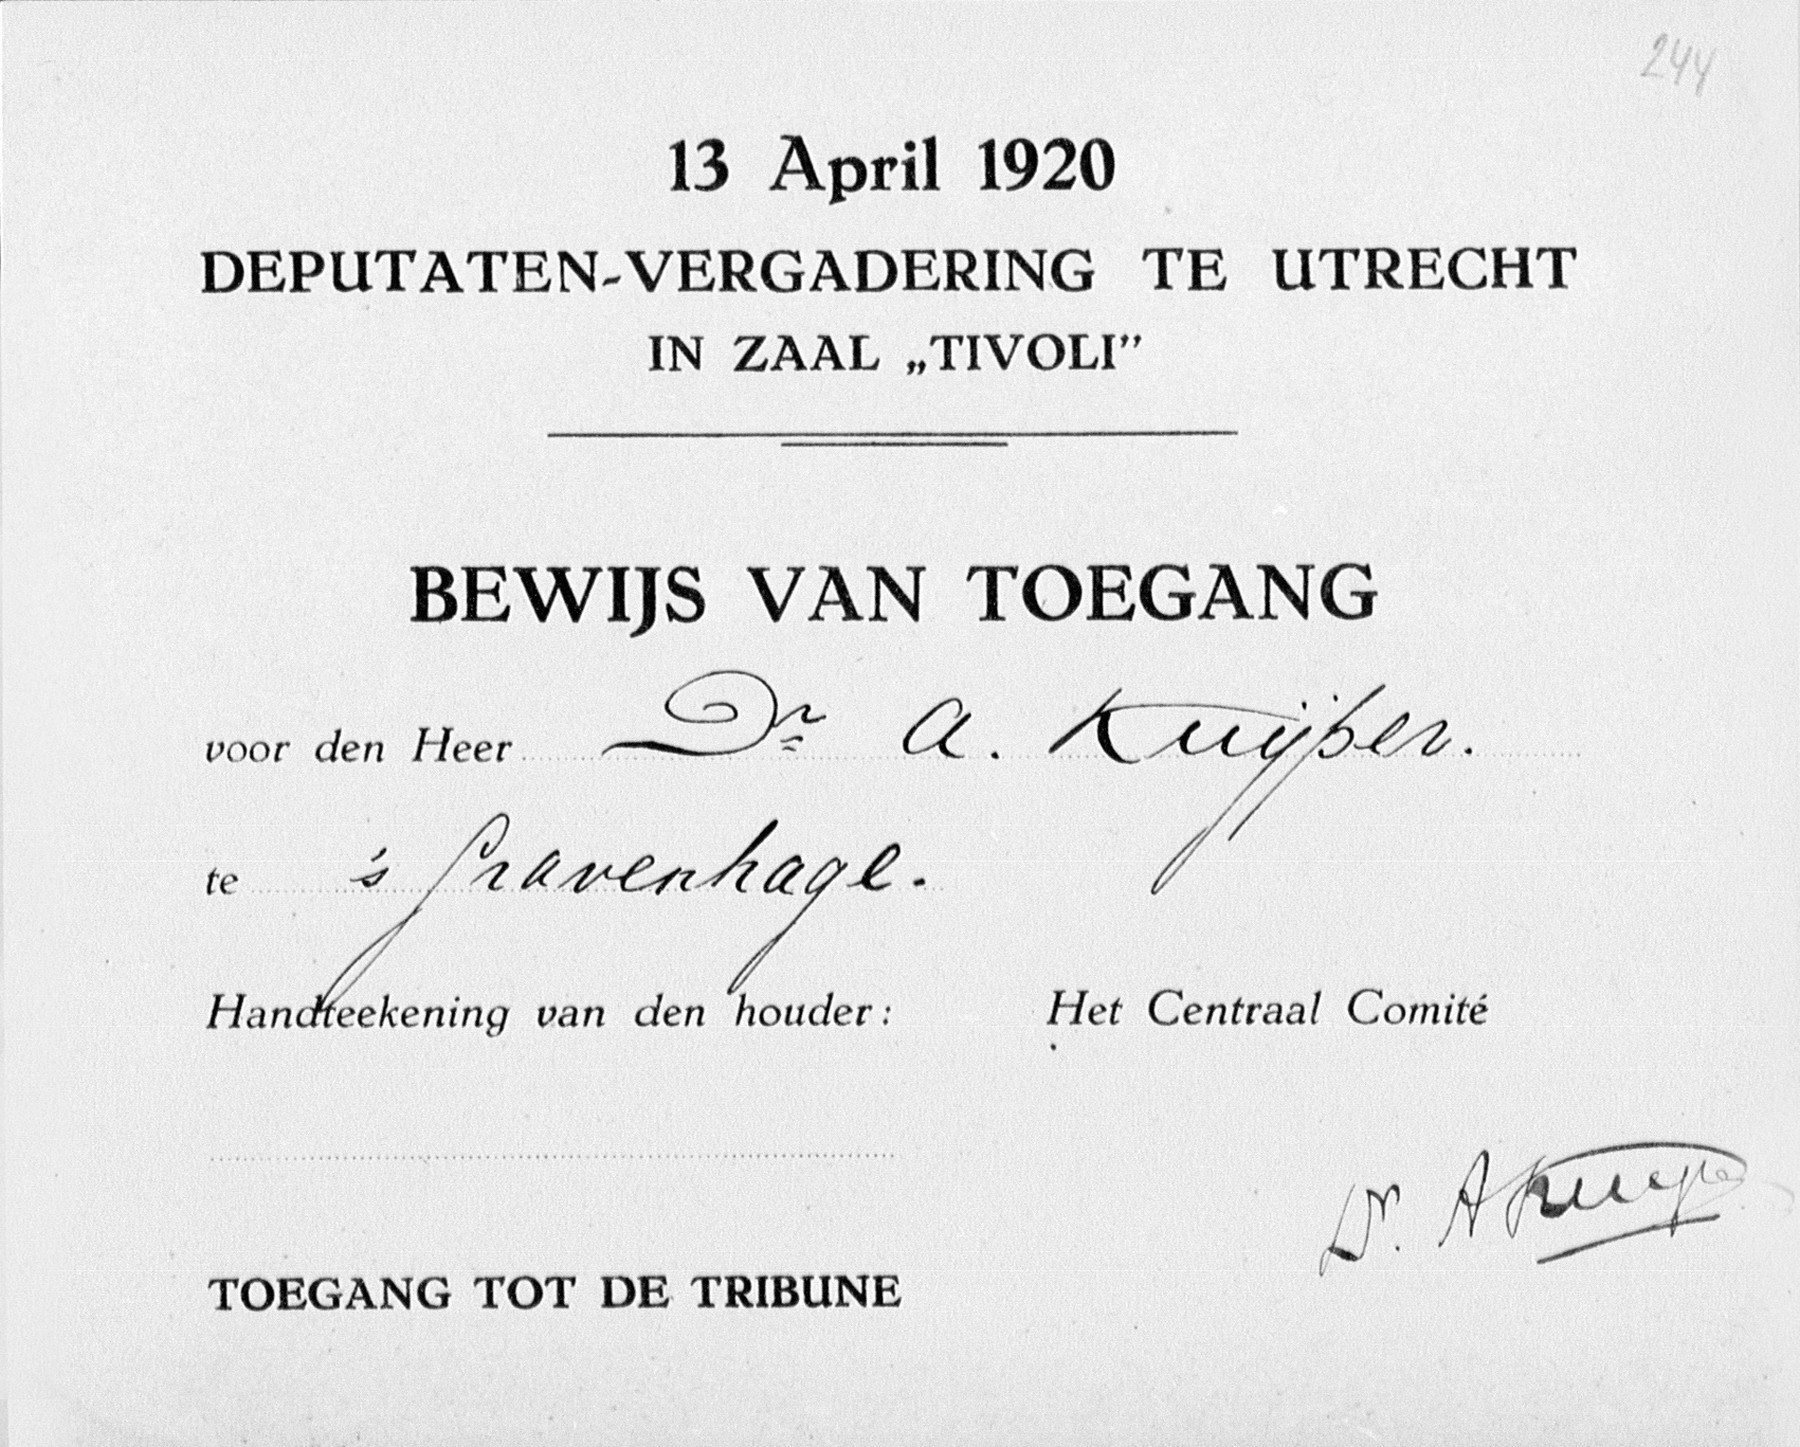 244
13 April 1920
DEPUTATEN-VERGADERING TE UTRECHT
IN ZAAL „TIVOLI”
BEWIJS VAN TOEGANG
voor den Heer Dr A. Kuijper.
te 's Gravenhage.
Handteekening van den houder: Het Centraal Comité
Dr. A Kuyper
TOEGANG TOT DE TRIBUNE